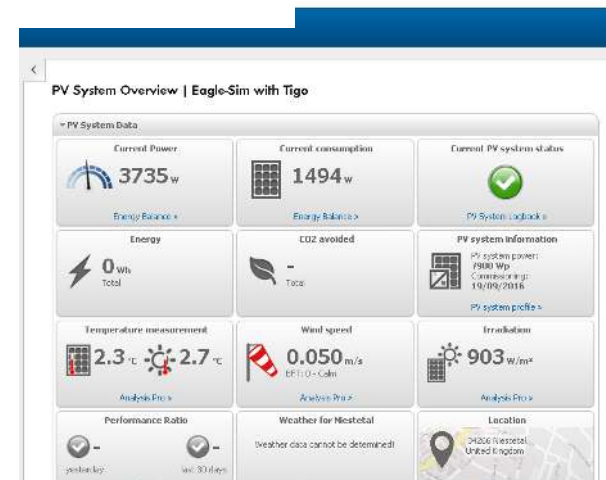 PV System Overview | Eagle-Sim with Tigo
PV System Data
Current Power
3735 w
Energy Balance »
Current consumption
1494 w
Energy Balance »
Current PV system status
PV System Logbook »
Energy
0 Wh
Total
CO2 avoided
-
Total
PV system information
PV system power:
7900 Wp
Commissioning:
19/09/2016
PV system profile »
Temperature measurement
2.3 °C - 2.7 °C
Analysis Pro »
Wind speed
0.050 m/s
BFT: 0 - Calm
Analysis Pro »
Irradiation
903 W/m²
Analysis Pro »
Performance Ratio
-
yesterday
-
last 30 days
Weather for Niestetal
Weather data cannot be determined!
Location
34266 Niestetal
United Kingdom